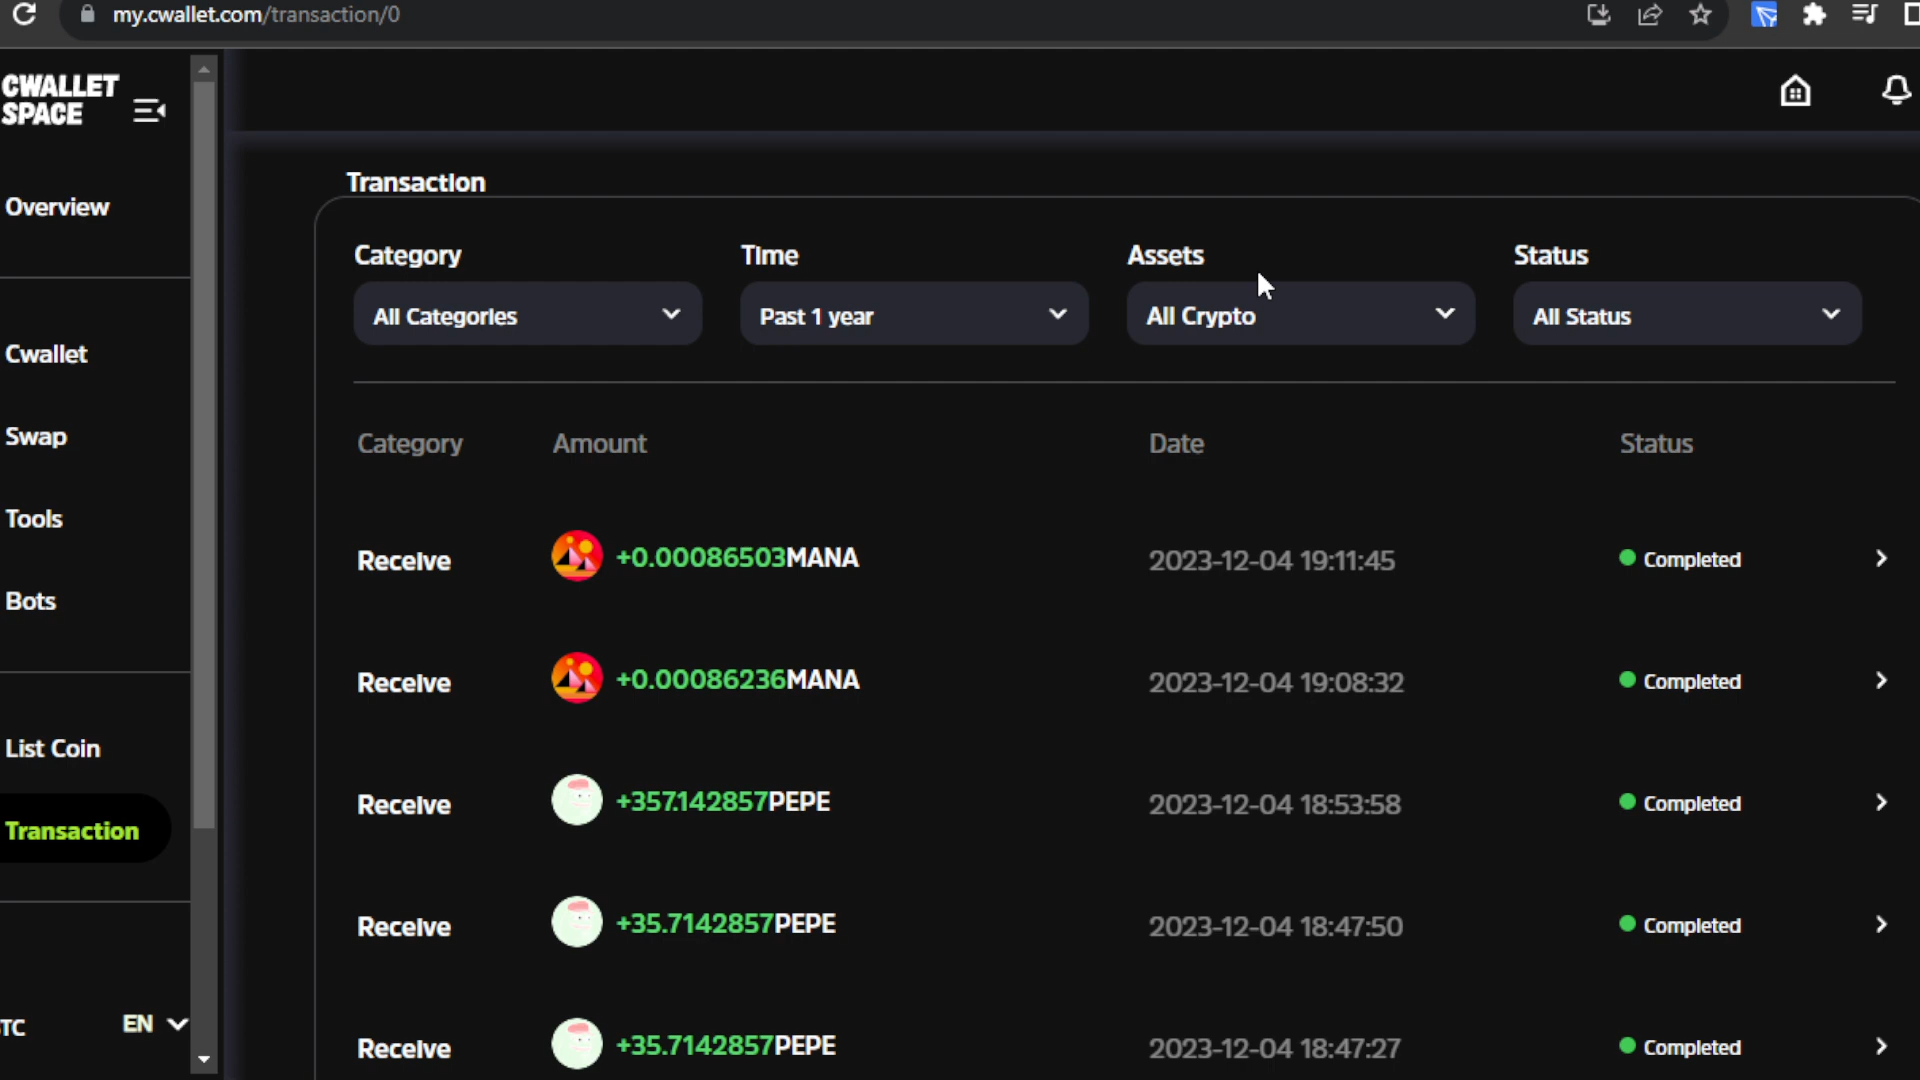 my.cwallet.com/transaction/0
CWALLET
SPACE
Overview
Cwallet
Swap
Tools
Bots
List Coin
Transaction
TC
EN
Transaction
Category
Time
Assets
Status
All Categories
Past 1 year
All Crypto
All Status
Category Amount Date Status
Receive +0.00086503MANA 2023-12-04 19:11:45 Completed
Receive +0.00086236MANA 2023-12-04 19:08:32 Completed
Receive +357.142857PEPE 2023-12-04 18:53:58 Completed
Receive +35.7142857PEPE 2023-12-04 18:47:50 Completed
Receive +35.7142857PEPE 2023-12-04 18:47:27 Completed